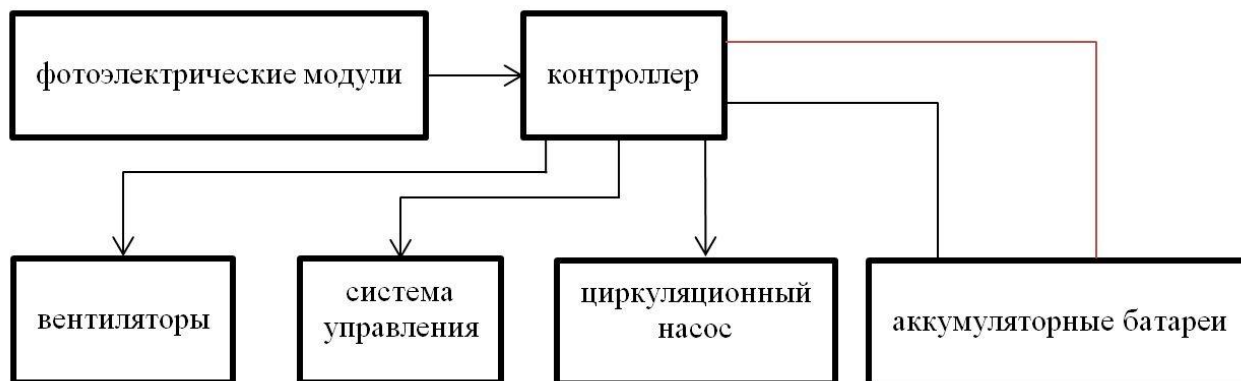 фотоэлектрические модули
контроллер
вентиляторы
система
управления
циркуляционный
насос
аккумуляторные батареи